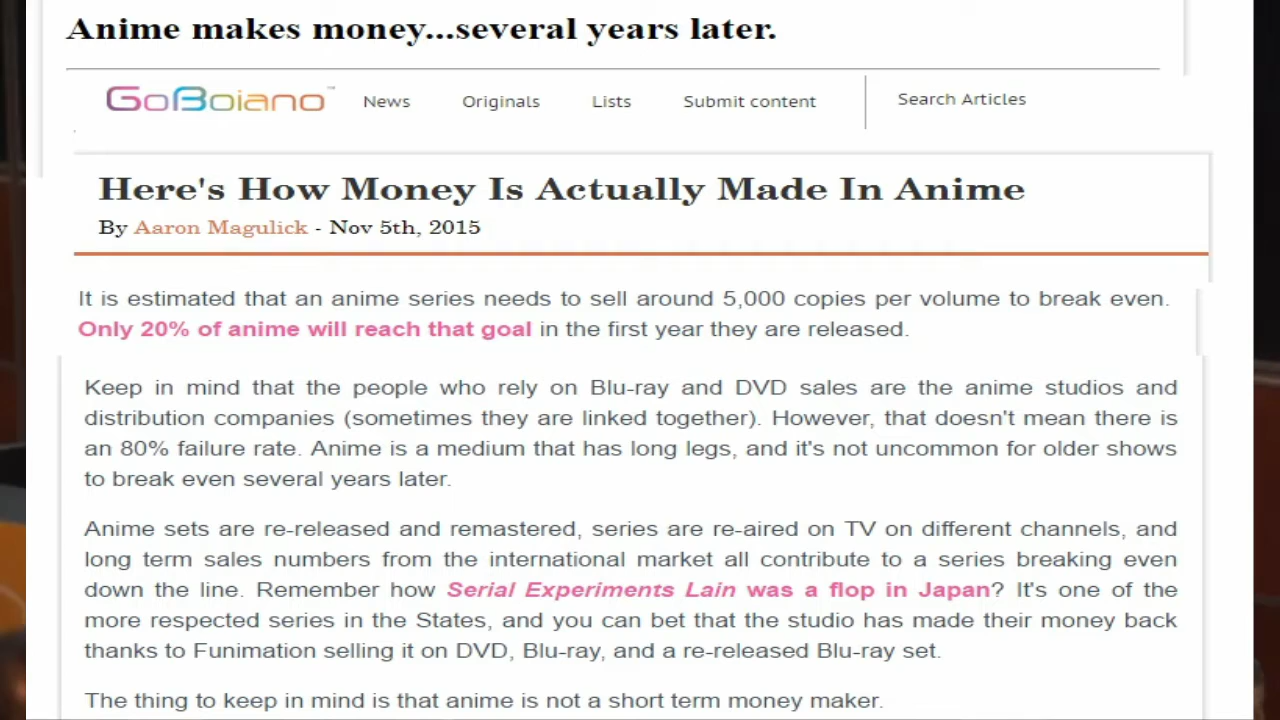 Anime makes money...several years later.
GoBoiano™ News Originals Lists Submit content Search Articles
Here's How Money Is Actually Made In Anime
By Aaron Magulick - Nov 5th, 2015
It is estimated that an anime series needs to sell around 5,000 copies per volume to break even.
Only 20% of anime will reach that goal in the first year they are released.
Keep in mind that the people who rely on Blu-ray and DVD sales are the anime studios and
distribution companies (sometimes they are linked together). However, that doesn't mean there is
an 80% failure rate. Anime is a medium that has long legs, and it's not uncommon for older shows
to break even several years later.
Anime sets are re-released and remastered, series are re-aired on TV on different channels, and
long term sales numbers from the international market all contribute to a series breaking even
down the line. Remember how Serial Experiments Lain was a flop in Japan? It's one of the
more respected series in the States, and you can bet that the studio has made their money back
thanks to Funimation selling it on DVD, Blu-ray, and a re-released Blu-ray set.
The thing to keep in mind is that anime is not a short term money maker.